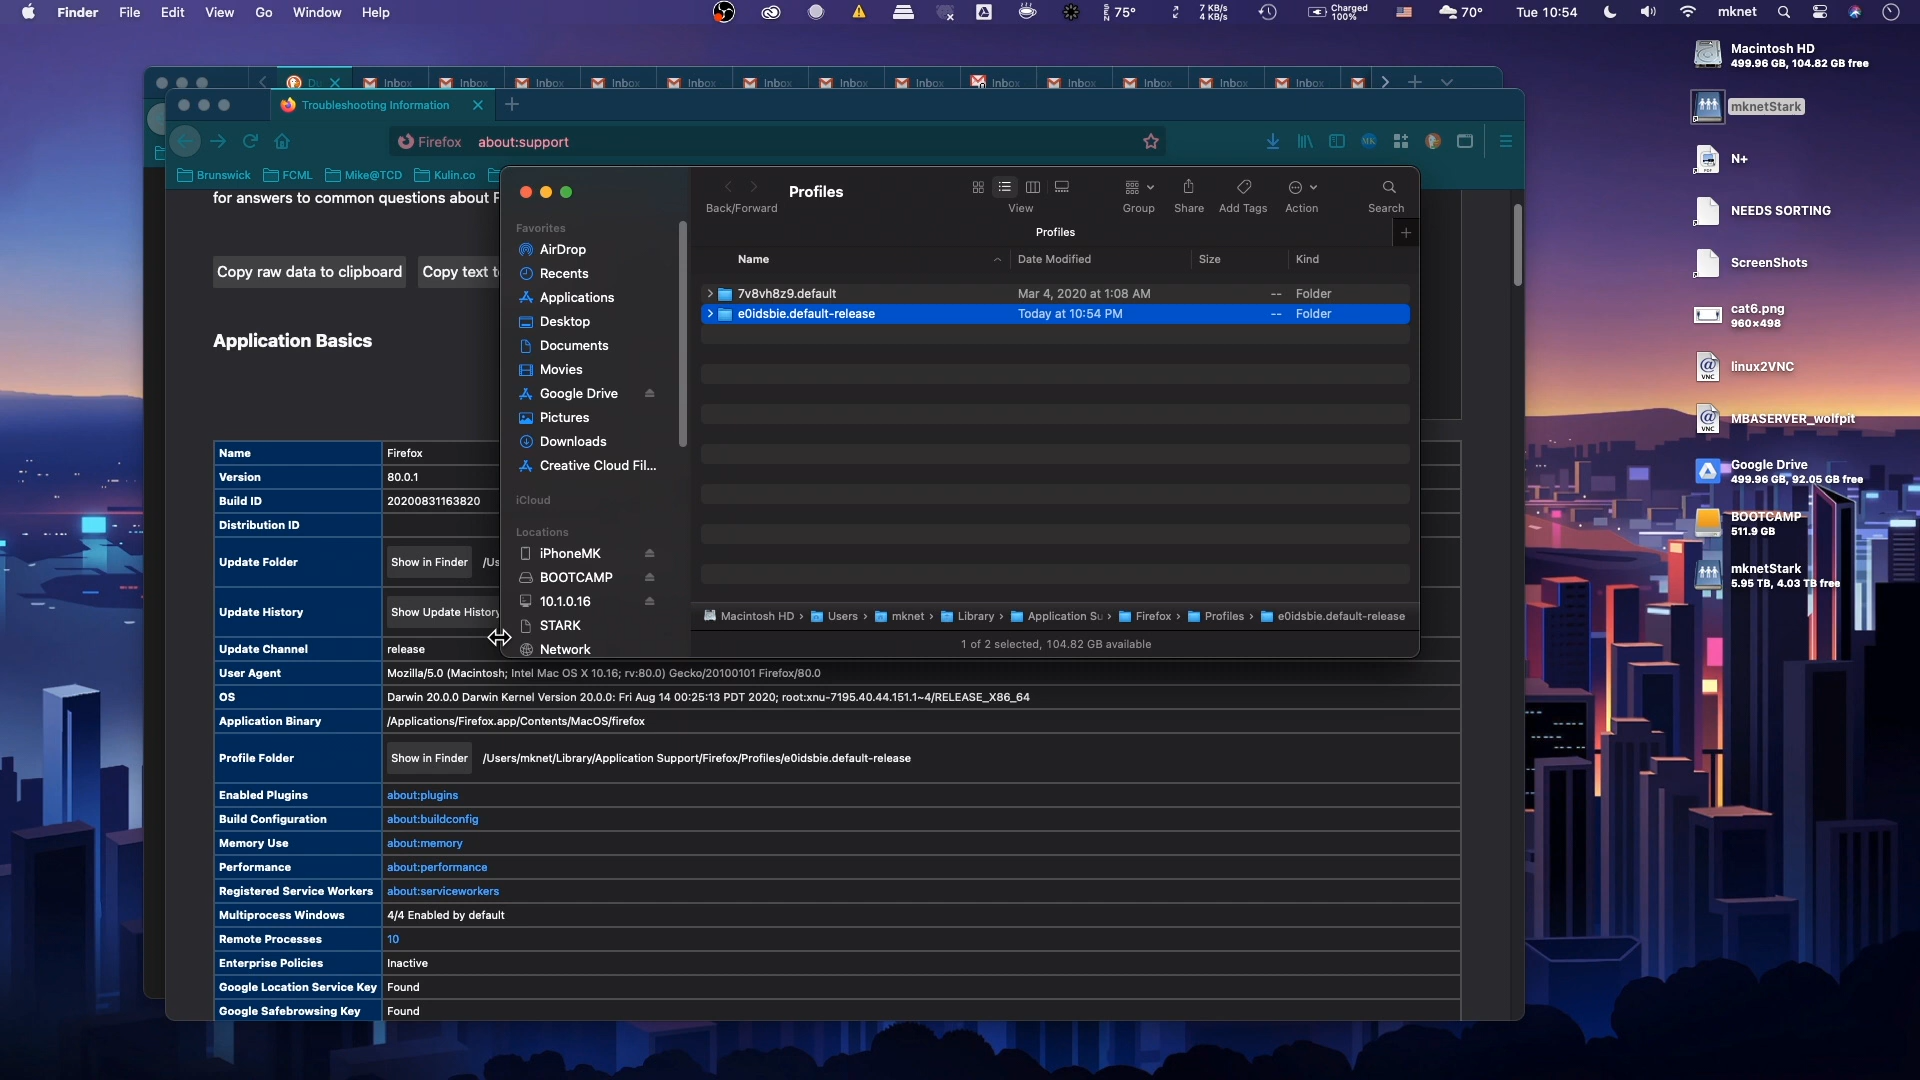 Finder File Edit View Go Window Help
75° 7 KB/s 4 KB/s Charged 100% 70° Tue 10:54 mknet
Macintosh HD
499.96 GB, 104.82 GB free
mknetStark
N+
NEEDS SORTING
ScreenShots
cat6.png
960×498
linux2VNC
MBASERVER_wolfpit
Google Drive
499.96 GB, 92.05 GB free
BOOTCAMP
511.9 GB
mknetStark
5.95 TB, 4.03 TB free
Inbox Inbox Inbox Inbox Inbox Inbox Inbox Inbox Inbox Inbox Inbox Inbox Inbox
Troubleshooting Information
Firefox about:support
Brunswick FCML Mike@TCD Kulin.co
for answers to common questions about F
Copy raw data to clipboard Copy text t
Application Basics
Name Firefox
Version 80.0.1
Build ID 20200831163820
Distribution ID
Update Folder Show in Finder /Us
Update History Show Update History
Update Channel release
User Agent Mozilla/5.0 (Macintosh; Intel Mac OS X 10.16; rv:80.0) Gecko/20100101 Firefox/80.0
OS Darwin 20.0.0 Darwin Kernel Version 20.0.0: Fri Aug 14 00:25:13 PDT 2020; root:xnu-7195.40.44.151.1~4/RELEASE_X86_64
Application Binary /Applications/Firefox.app/Contents/MacOS/firefox
Profile Folder Show in Finder /Users/mknet/Library/Application Support/Firefox/Profiles/e0idsbie.default-release
Enabled Plugins about:plugins
Build Configuration about:buildconfig
Memory Use about:memory
Performance about:performance
Registered Service Workers about:serviceworkers
Multiprocess Windows 4/4 Enabled by default
Remote Processes 10
Enterprise Policies Inactive
Google Location Service Key Found
Google Safebrowsing Key Found
Favorites
AirDrop
Recents
Applications
Desktop
Documents
Movies
Google Drive
Pictures
Downloads
Creative Cloud Fil...
iCloud
Locations
iPhoneMK
BOOTCAMP
10.1.0.16
STARK
Network
Profiles
Back/Forward View Group Share Add Tags Action Search
Profiles
Name Date Modified Size Kind
7v8vh8z9.default Mar 4, 2020 at 1:08 AM -- Folder
e0idsbie.default-release Today at 10:54 PM -- Folder
Macintosh HD › Users › mknet › Library › Application Su › Firefox › Profiles › e0idsbie.default-release
1 of 2 selected, 104.82 GB available